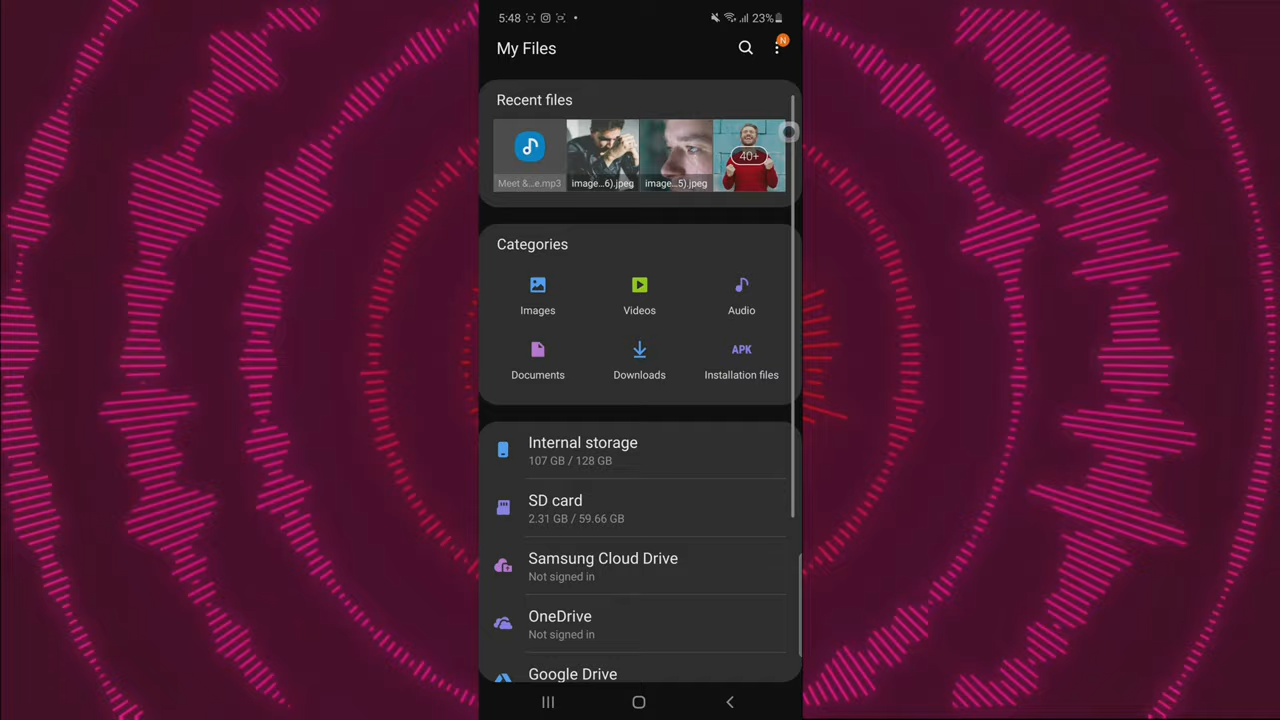 5:48
23%
My Files
N
Recent files
40+
Meet &...e.mp3
image...6).jpeg
image...5).jpeg
Categories
Images
Videos
Audio
APK
Documents
Downloads
Installation files
Internal storage
107 GB / 128 GB
SD card
2.31 GB / 59.66 GB
Samsung Cloud Drive
Not signed in
OneDrive
Not signed in
Google Drive